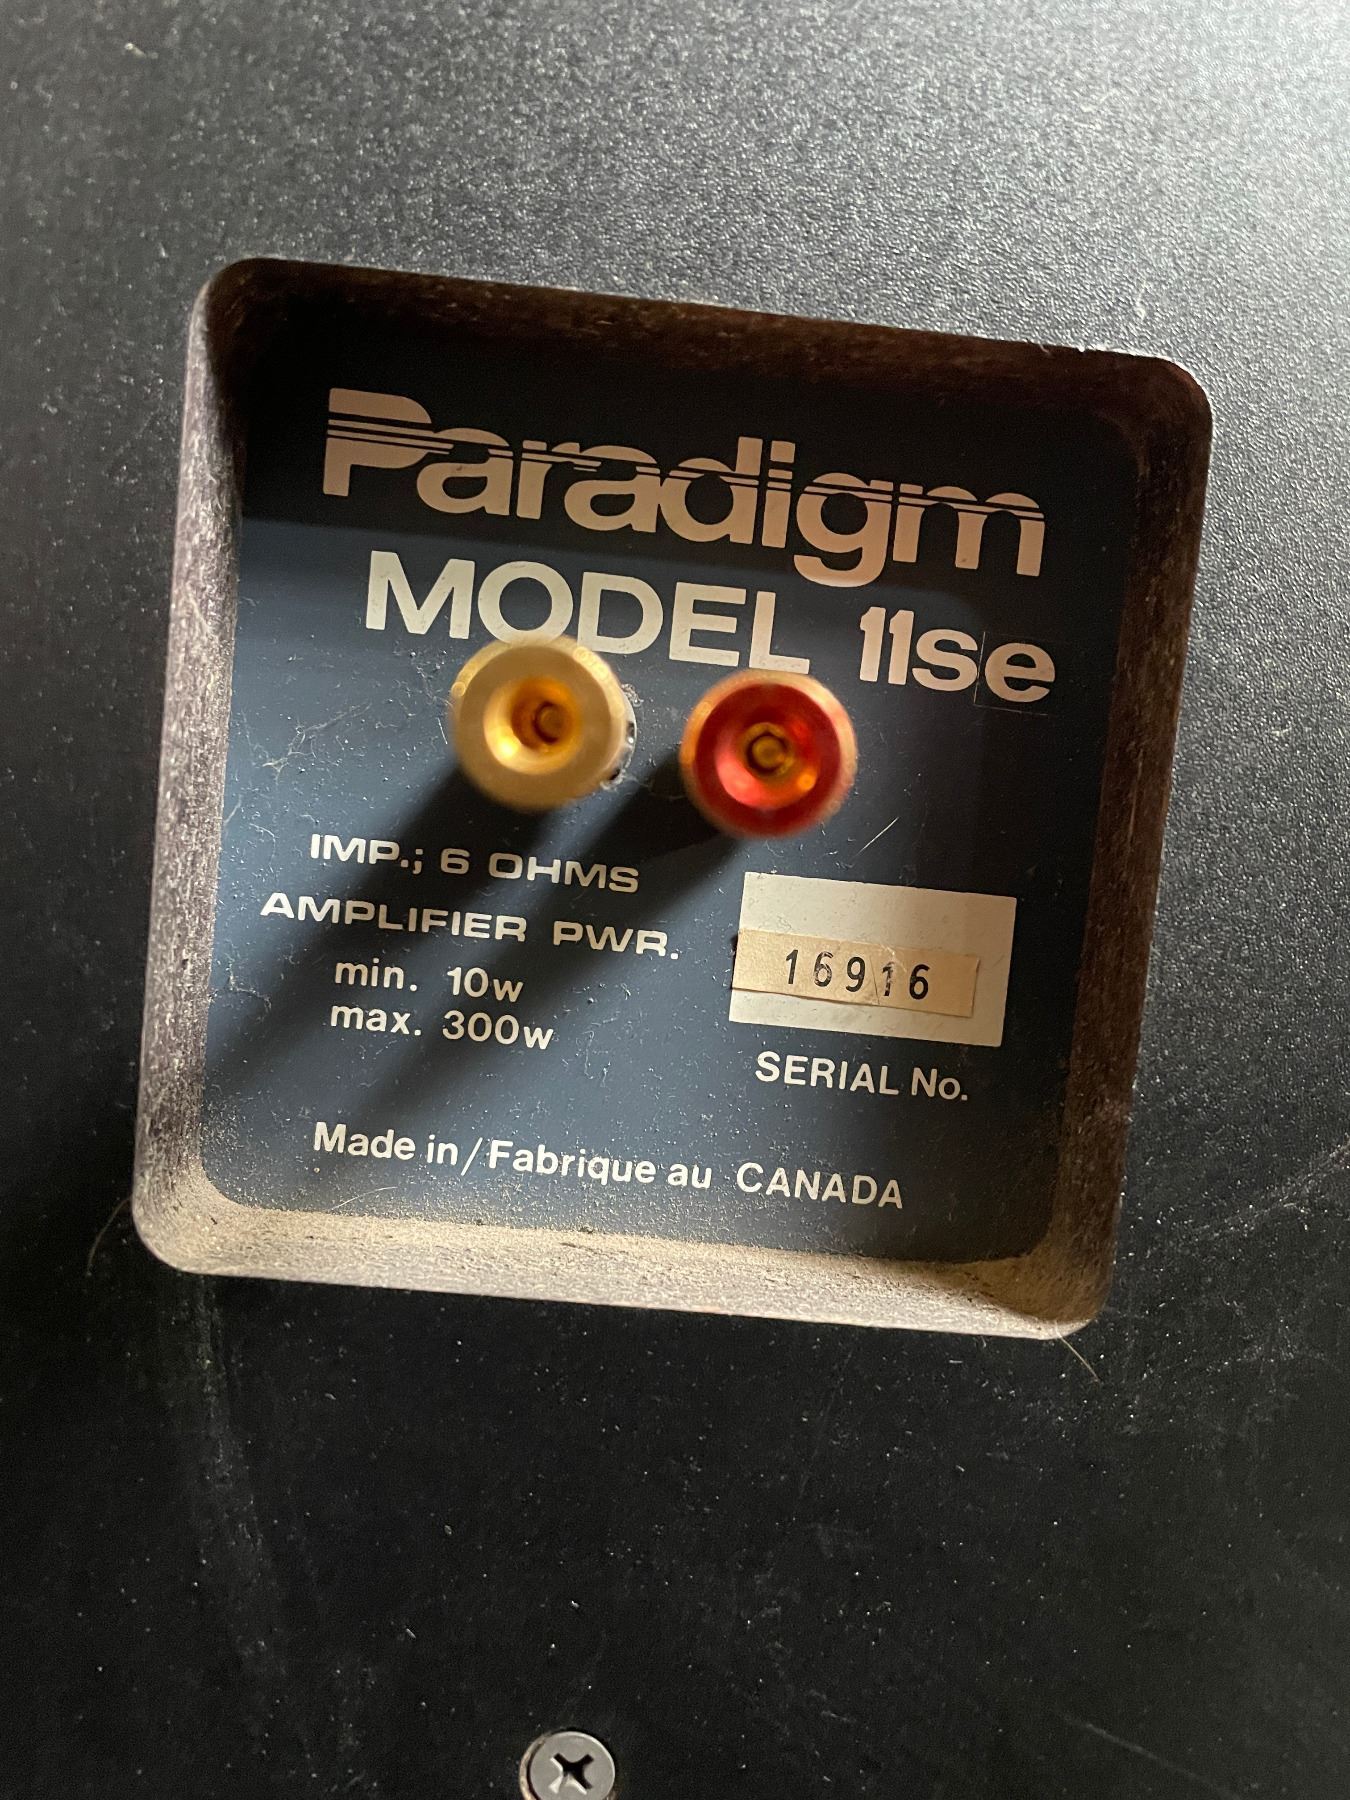 Paradigm
MODEL 11se
IMP.; 6 OHMS
AMPLIFIER PWR.
min. 10w
max. 300w
16916
SERIAL No.
Made in/Fabrique au CANADA